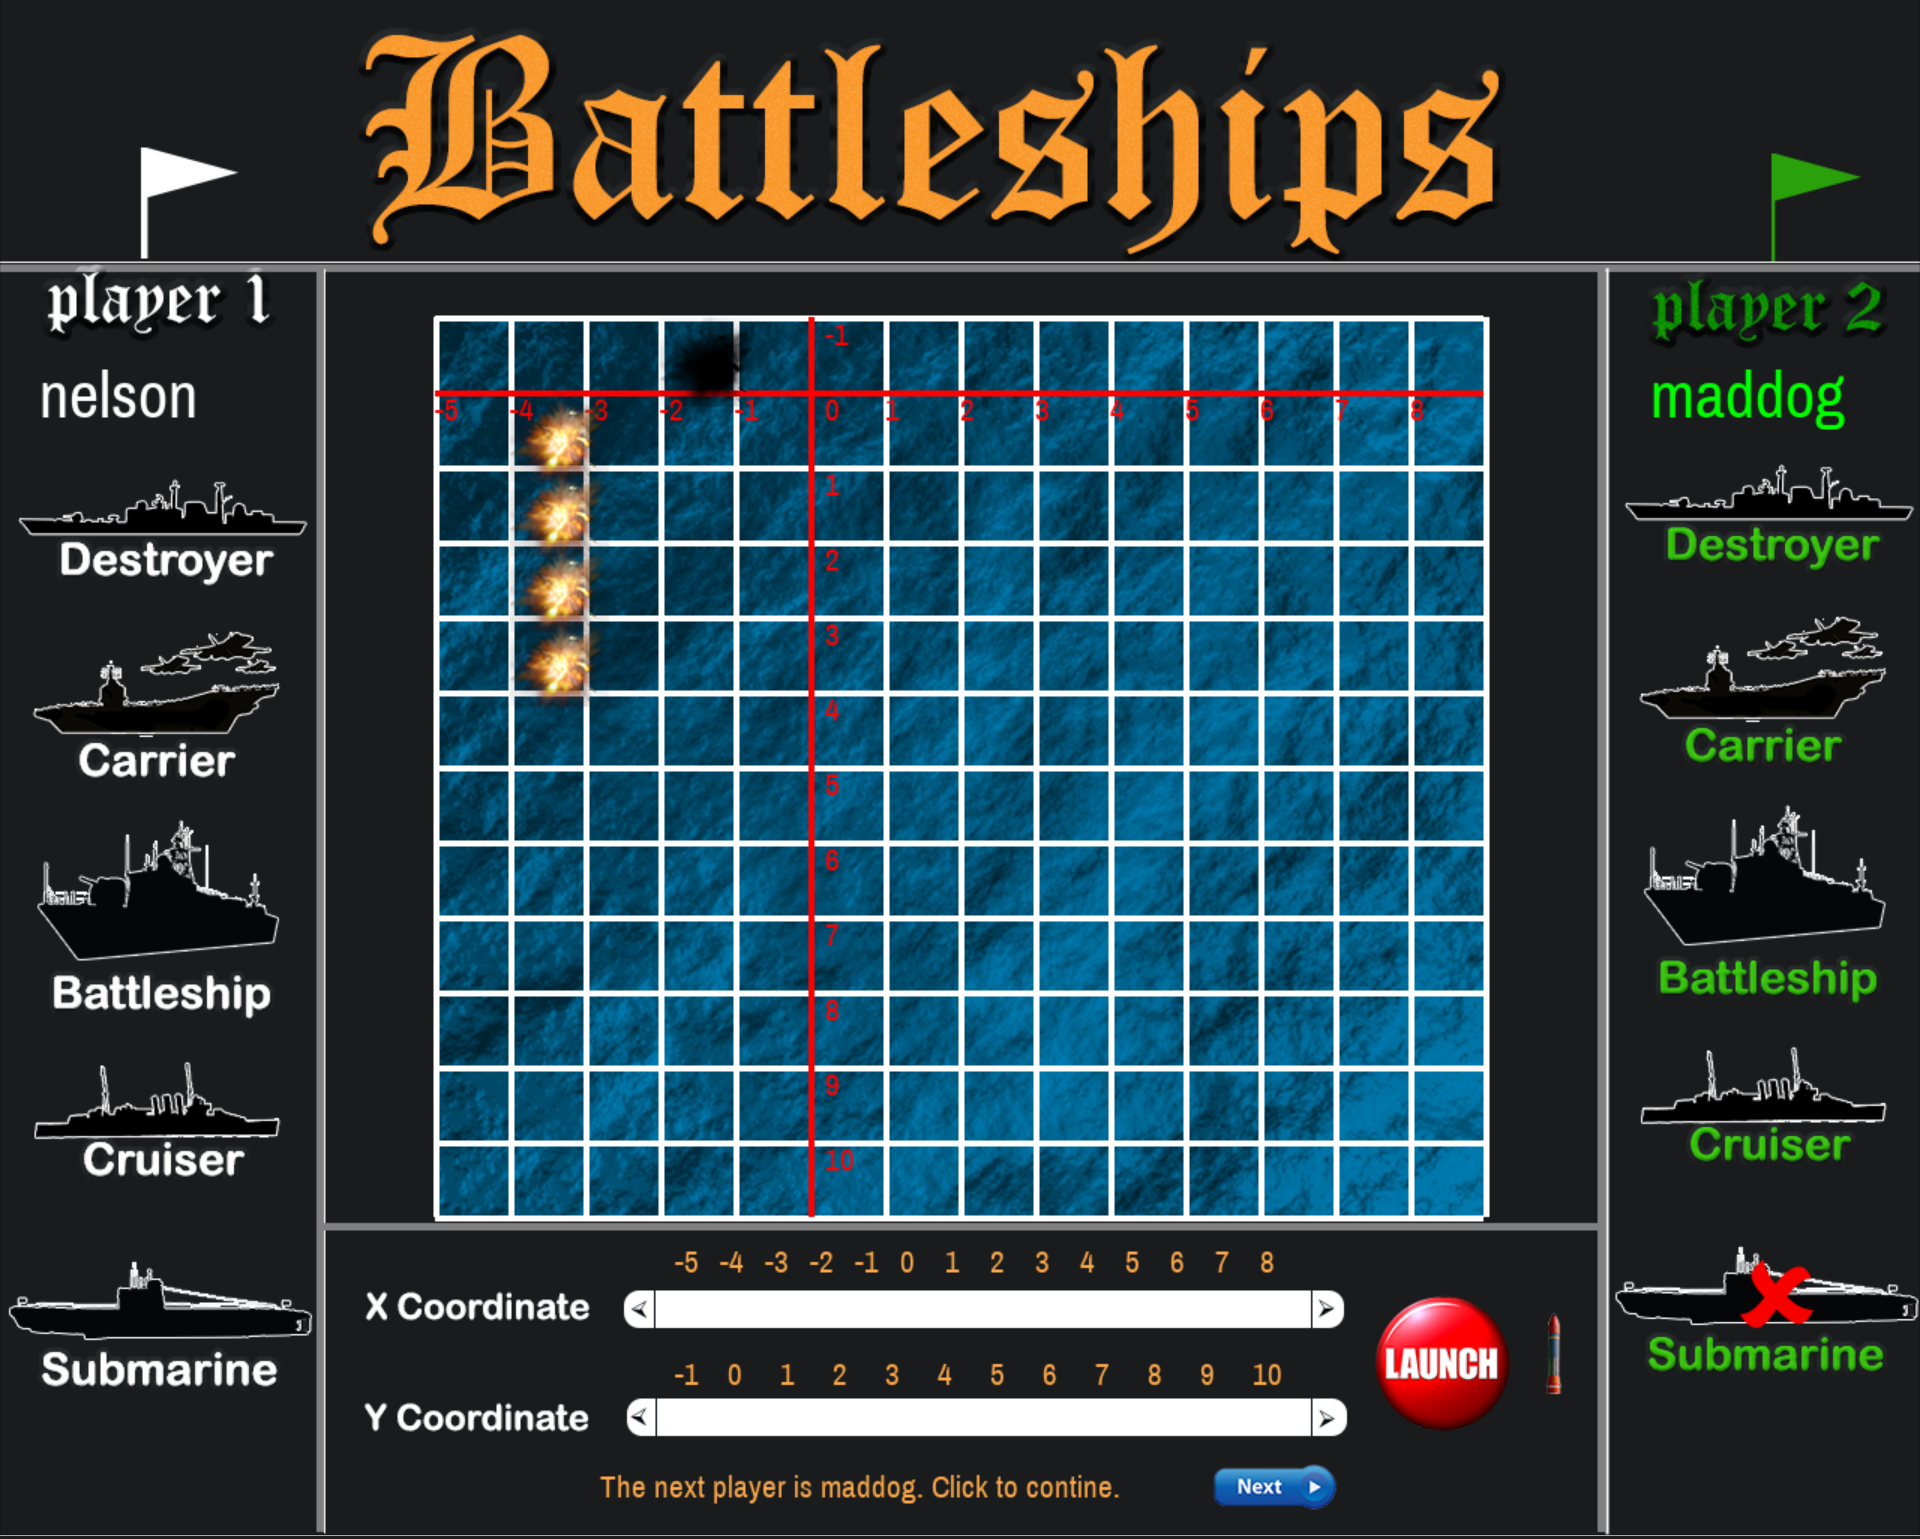 Battleships
player 1
nelson
Destroyer
Carrier
Battleship
Cruiser
Submarine
-1
-5 -4 -3 -2 -1 0 1 2 3 4 5 6 7 8
1
2
3
4
5
6
7
8
9
10
player 2
maddog
Destroyer
Carrier
Battleship
Cruiser
Submarine
-5 -4 -3 -2 -1 0 1 2 3 4 5 6 7 8
X Coordinate
-1 0 1 2 3 4 5 6 7 8 9 10
Y Coordinate
LAUNCH
The next player is maddog. Click to contine.
Next